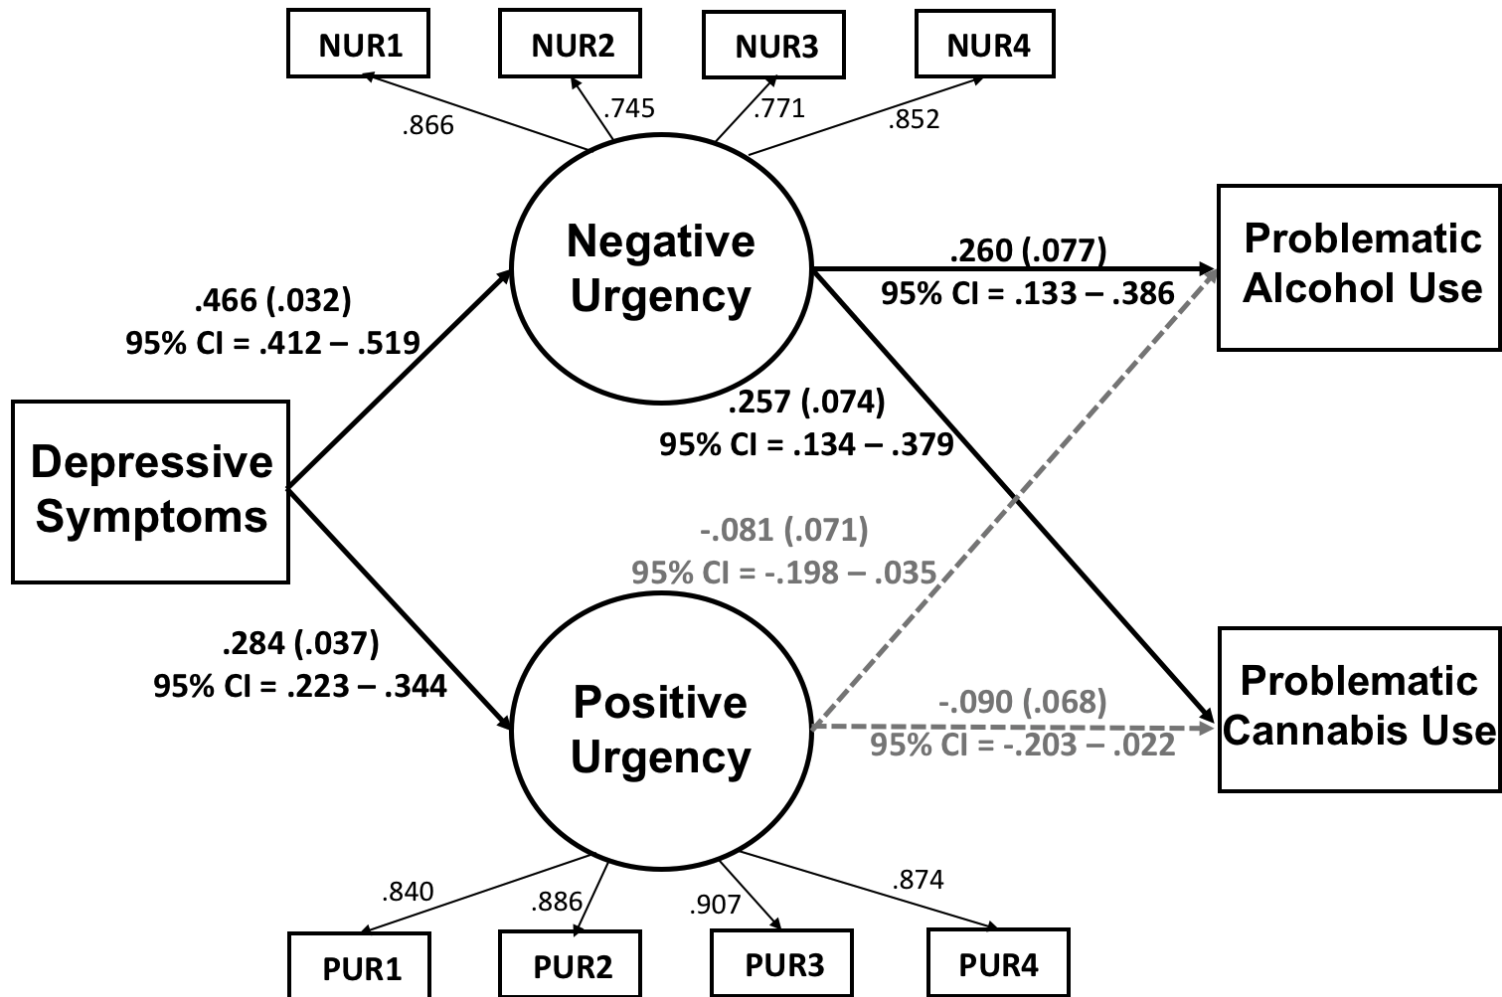 NUR1
NUR2
NUR3
NUR4
.866
.745
.771
.852
Negative
Urgency
Problematic
Alcohol Use
.260 (.077)
95% CI = .133 – .386
.466 (.032)
95% CI = .412 – .519
.257 (.074)
95% CI = .134 – .379
Depressive
Symptoms
-.081 (.071)
95% CI = -.198 – .035
.284 (.037)
95% CI = .223 – .344
Positive
Urgency
-.090 (.068)
95% CI = -.203 – .022
Problematic
Cannabis Use
.840
.886
.907
.874
PUR1
PUR2
PUR3
PUR4